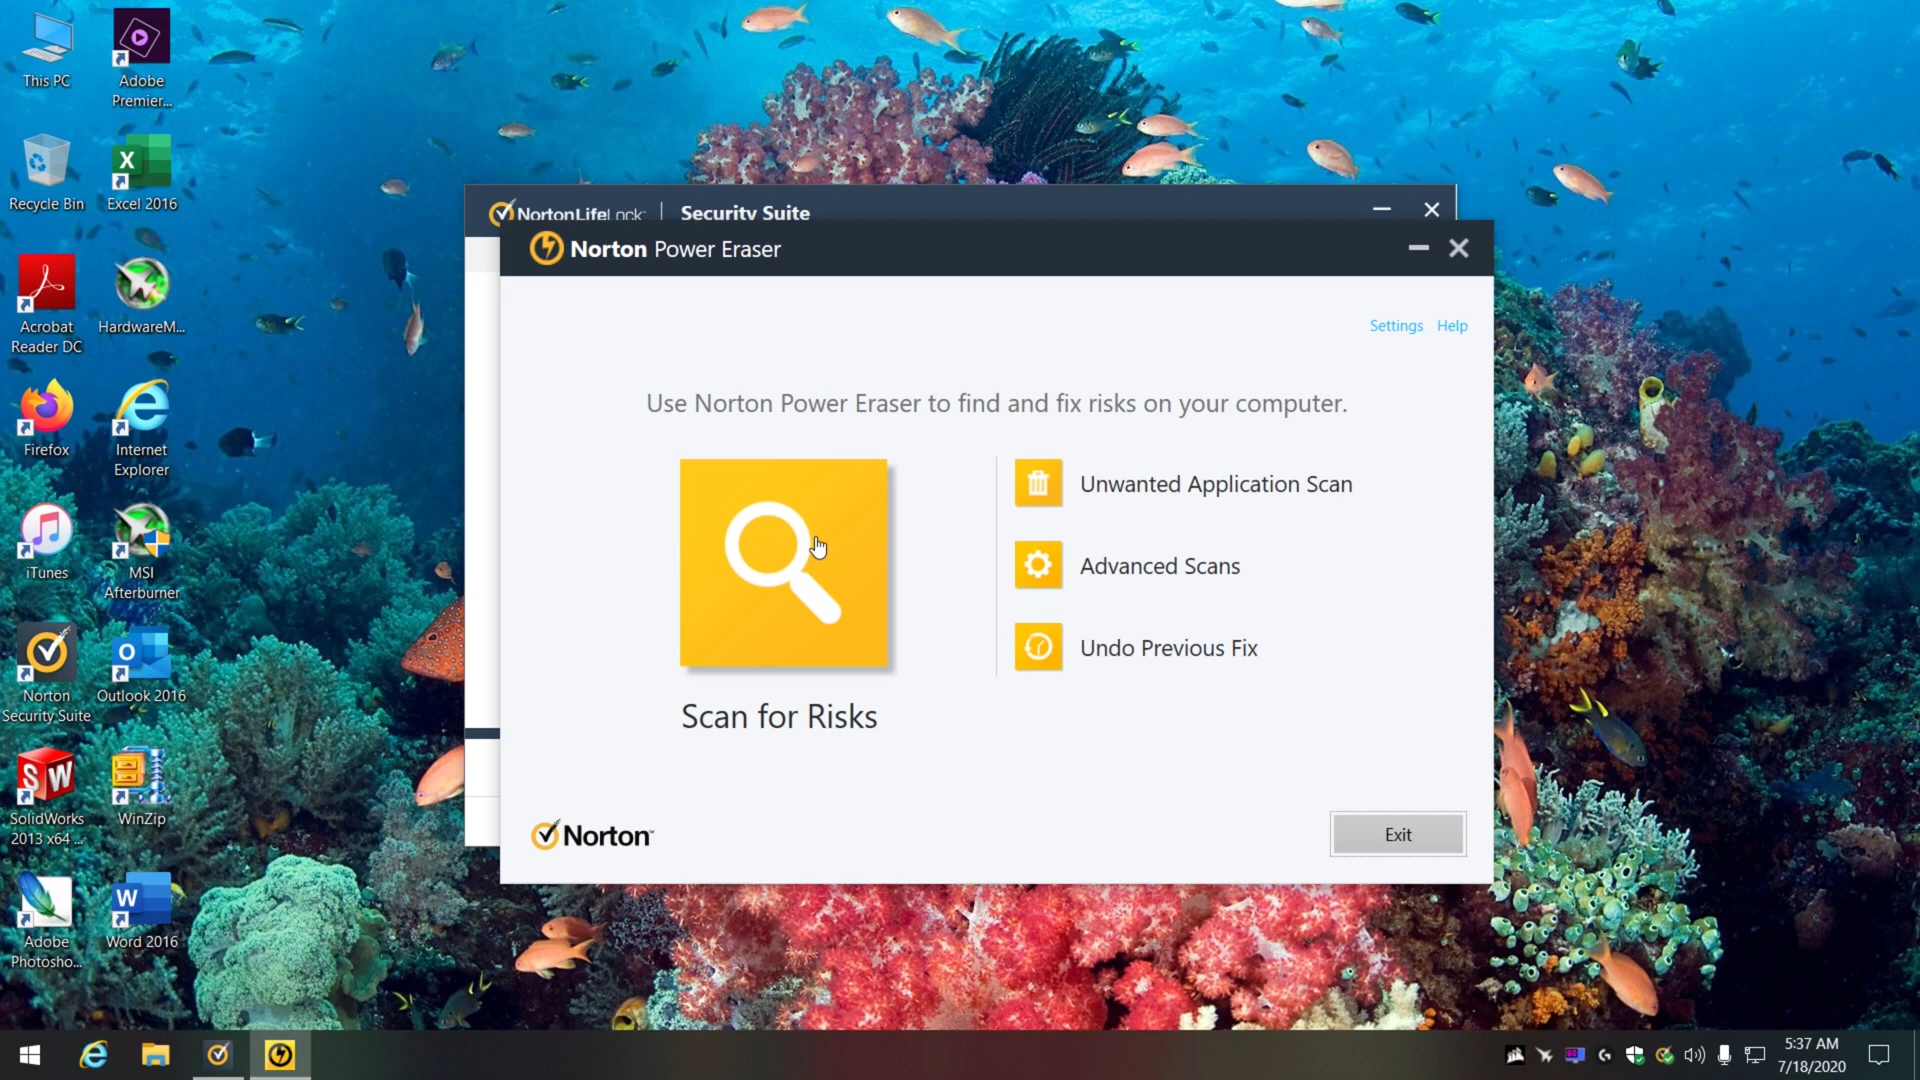 This PC
Adobe
Premier...
Recycle Bin
Excel 2016
Acrobat
Reader DC
HardwareM...
Firefox
Internet
Explorer
iTunes
MSI
Afterburner
Norton
Security Suite
Outlook 2016
SolidWorks
2013 x64 ...
WinZip
Adobe
Photosho...
Word 2016
NortonLifeLock | Security Suite
Norton Power Eraser
Settings Help
Use Norton Power Eraser to find and fix risks on your computer.
Unwanted Application Scan
Advanced Scans
Undo Previous Fix
Scan for Risks
Norton
Exit
5:37 AM
7/18/2020